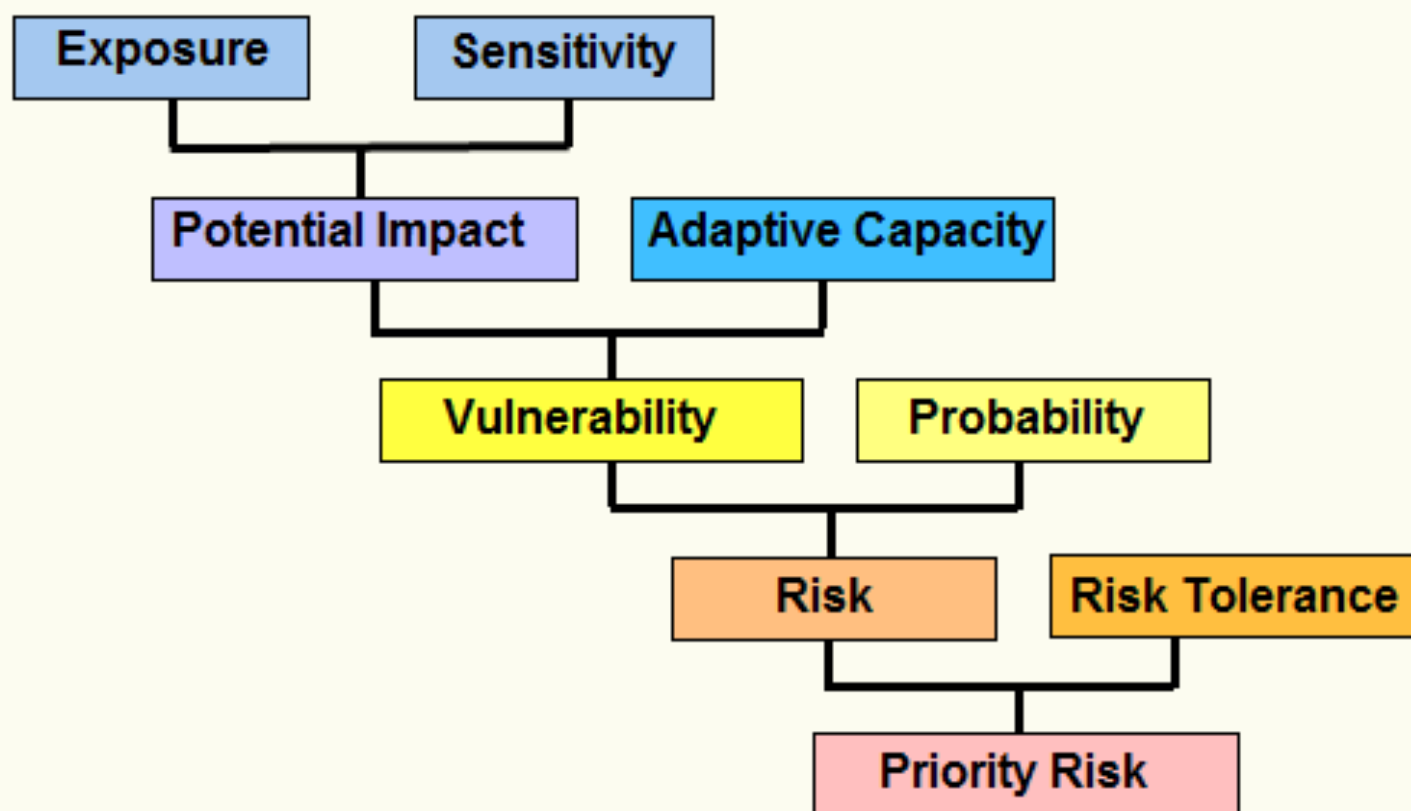 Exposure
Sensitivity
Potential Impact
Adaptive Capacity
Vulnerability
Probability
Risk
Risk Tolerance
Priority Risk